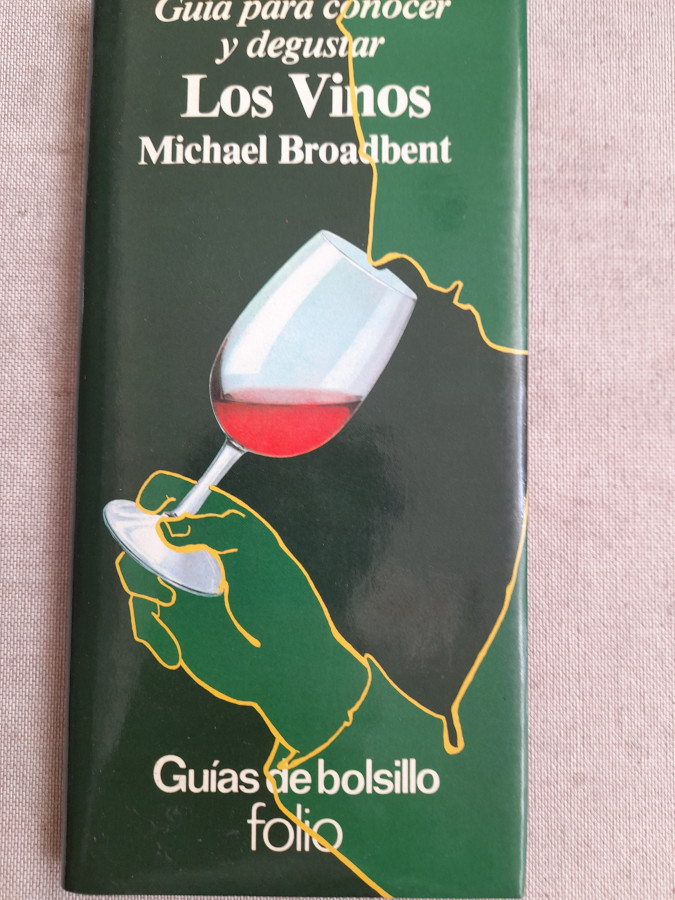 Guía para conocer
y degustar
Los Vinos
Michael Broadbent
Guías de bolsillo
folio